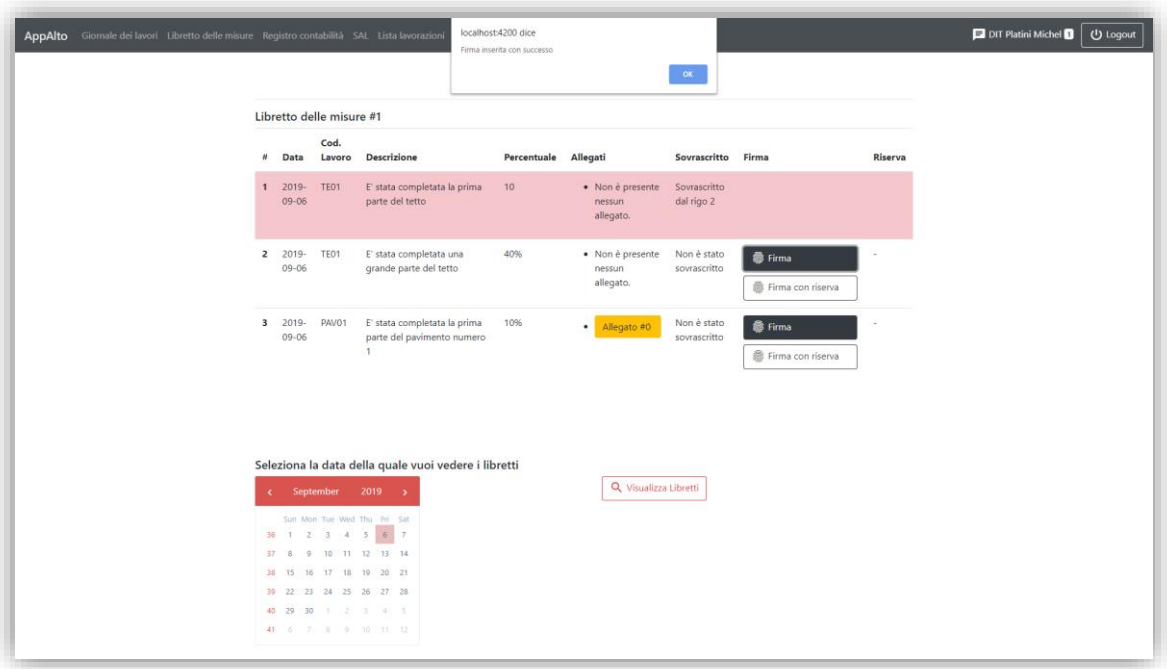 AppAlto Giornale dei lavori Libretto delle misure Registro contabilità SAL Lista lavorazioni
localhost:4200 dice
Firma inserita con successo
OK
DIT Platini Michel 1 Logout
Libretto delle misure #1
# Data Cod. Lavoro Descrizione Percentuale Allegati Sovrascritto Firma Riserva
1 2019- TE01 E' stata completata la prima 10 • Non è presente Sovrascritto
09-06 parte del tetto nessun dal rigo 2
allegato.
2 2019- TE01 E' stata completata una 40% • Non è presente Non è stato Firma -
09-06 grande parte del tetto nessun sovrascritto
allegato. Firma con riserva
3 2019- PAV01 E' stata completata la prima 10% • Allegato #0 Non è stato Firma -
09-06 parte del pavimento numero sovrascritto
1 Firma con riserva
Seleziona la data della quale vuoi vedere i libretti
‹ September 2019 ›
Visualizza Libretti
Sun Mon Tue Wed Thu Fri Sat
36 1 2 3 4 5 6 7
37 8 9 10 11 12 13 14
38 15 16 17 18 19 20 21
39 22 23 24 25 26 27 28
40 29 30 1 2 3 4 5
41 6 7 8 9 10 11 12